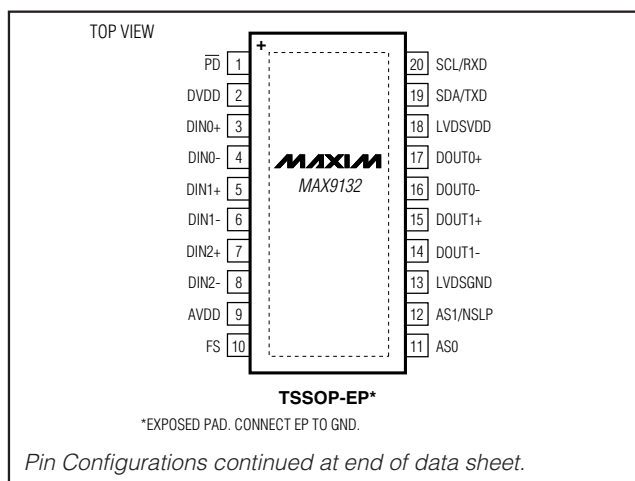 TOP VIEW
+
PD 1 20 SCL/RXD
DVDD 2 19 SDA/TXD
DIN0+ 3 18 LVDSVDD
DIN0- 4 17 DOUT0+
MAXIM
MAX9132
DIN1+ 5 16 DOUT0-
DIN1- 6 15 DOUT1+
DIN2+ 7 14 DOUT1-
DIN2- 8 13 LVDSGND
AVDD 9 12 AS1/NSLP
FS 10 11 AS0
TSSOP-EP*
*EXPOSED PAD. CONNECT EP TO GND.
Pin Configurations continued at end of data sheet.